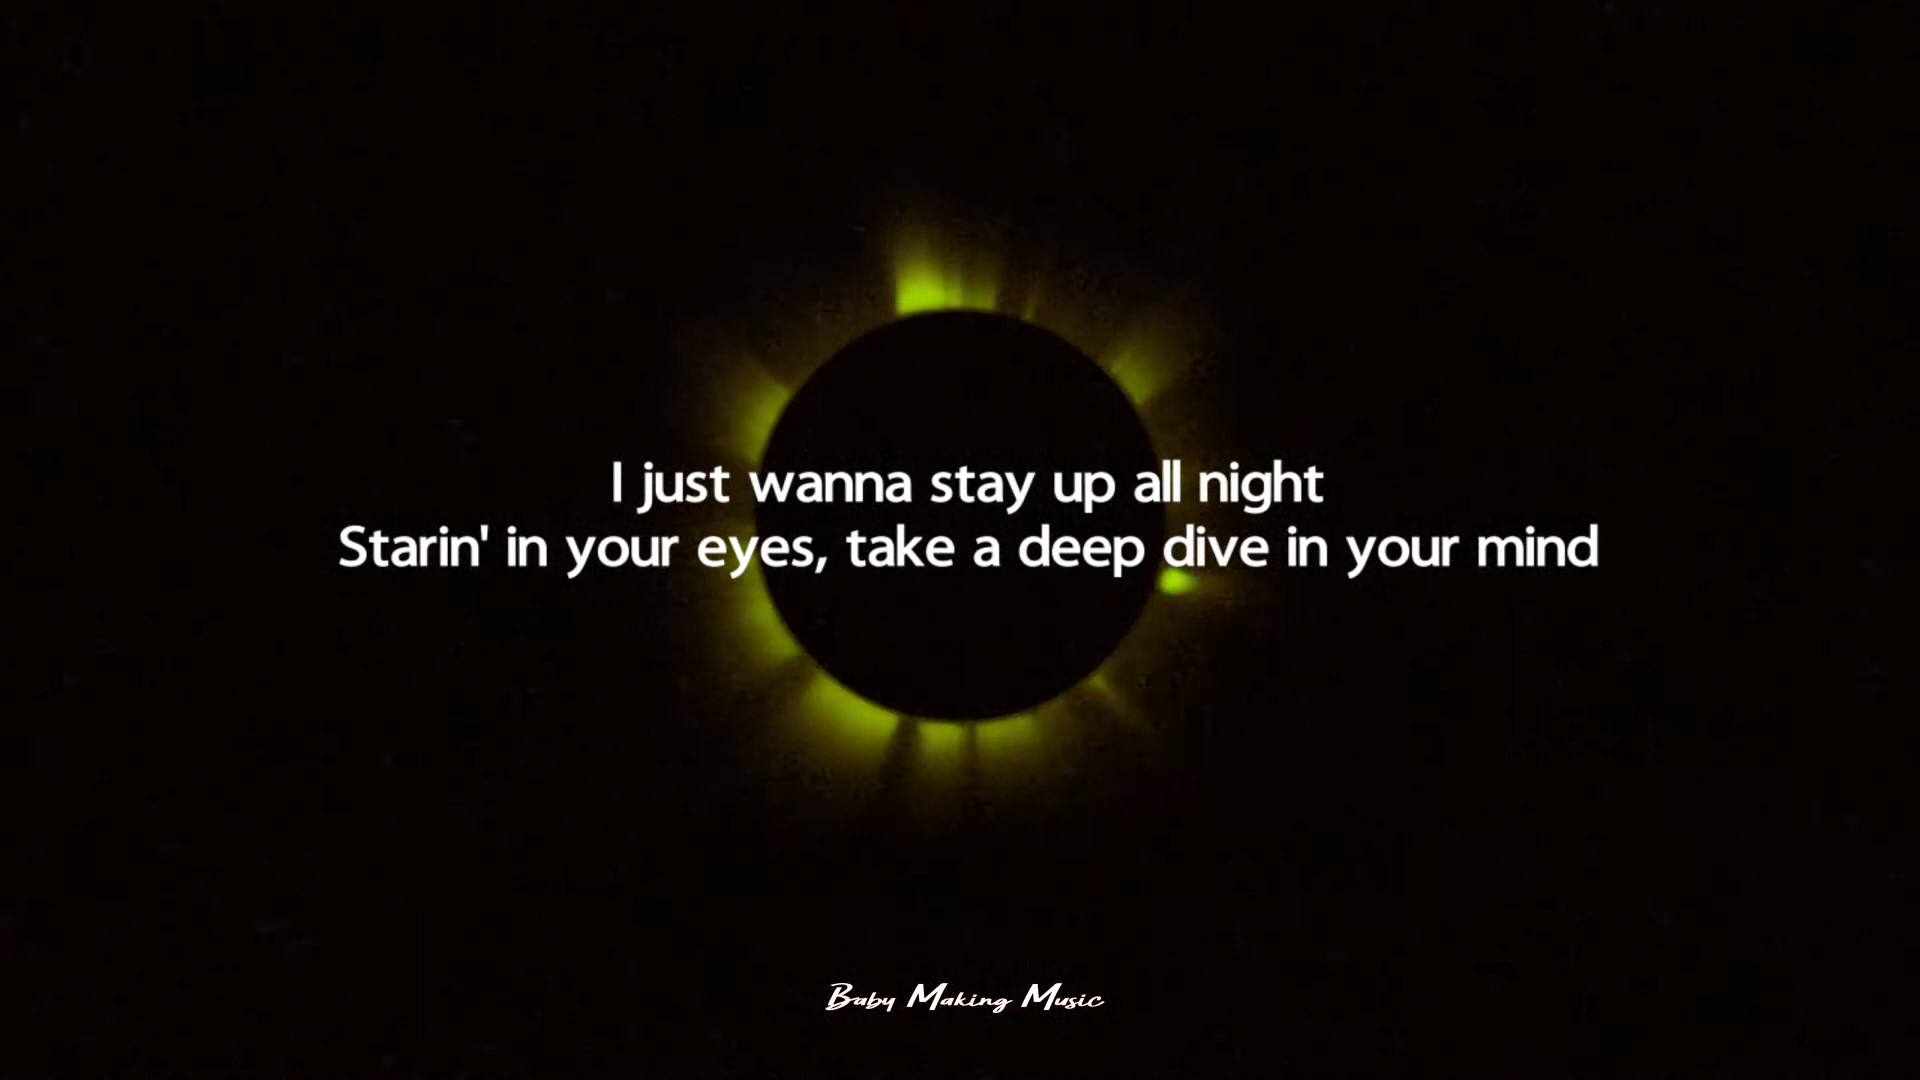 I just wanna stay up all night
Starin' in your eyes, take a deep dive in your mind
Baby Making Music